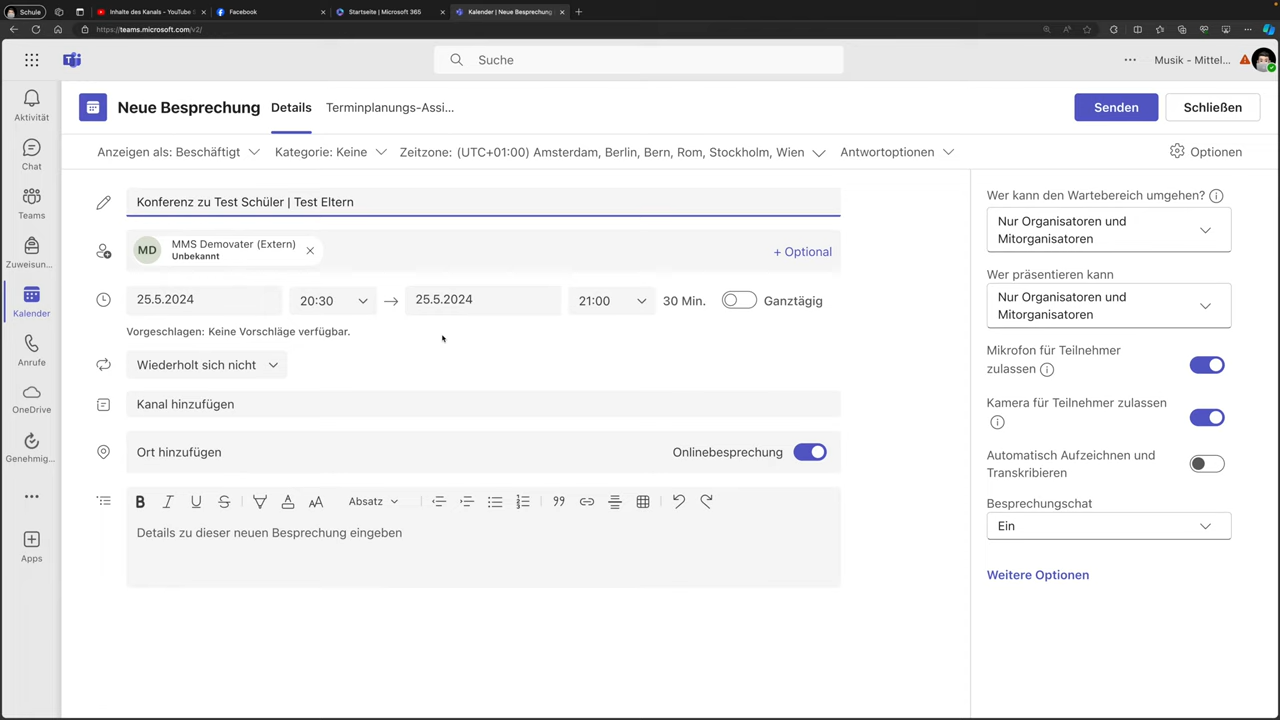 Schule
Inhalte des Kanals – YouTube
Facebook
Startseite | Microsoft 365
Kalender | Neue Besprechung
https://teams.microsoft.com/v2/
Suche
Musik - Mittel...
Aktivität
Chat
Teams
Zuweisun...
Kalender
Anrufe
OneDrive
Genehmig...
Apps
Neue Besprechung
Details
Terminplanungs-Assi...
Senden
Schließen
Anzeigen als: Beschäftigt
Kategorie: Keine
Zeitzone: (UTC+01:00) Amsterdam, Berlin, Bern, Rom, Stockholm, Wien
Antwortoptionen
Optionen
Konferenz zu Test Schüler | Test Eltern
MD
MMS Demovater (Extern)
Unbekannt
+ Optional
25.5.2024
20:30
25.5.2024
21:00
30 Min.
Ganztägig
Vorgeschlagen: Keine Vorschläge verfügbar.
Wiederholt sich nicht
Kanal hinzufügen
Ort hinzufügen
Onlinebesprechung
B I U S
Absatz
Details zu dieser neuen Besprechung eingeben
Wer kann den Wartebereich umgehen?
Nur Organisatoren und
Mitorganisatoren
Wer präsentieren kann
Nur Organisatoren und
Mitorganisatoren
Mikrofon für Teilnehmer
zulassen
Kamera für Teilnehmer zulassen
Automatisch Aufzeichnen und
Transkribieren
Besprechungschat
Ein
Weitere Optionen